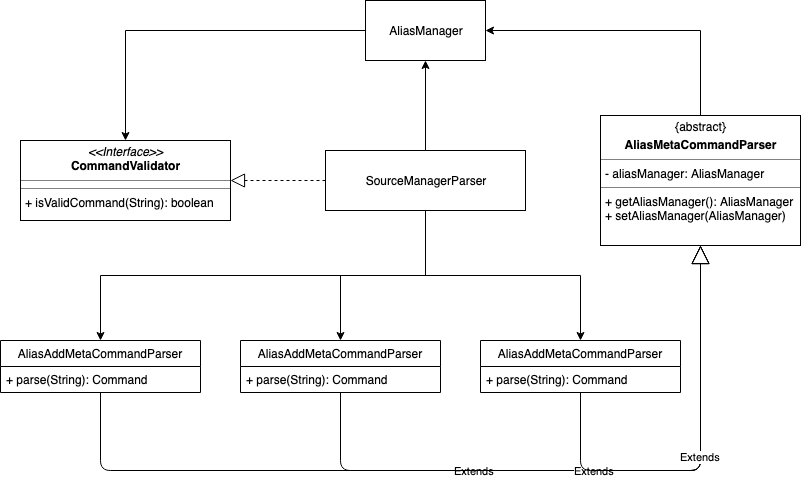 AliasManager
{abstract}
AliasMetaCommandParser
- aliasManager: AliasManager
+ getAliasManager(): AliasManager
+ setAliasManager(AliasManager)
<<Interface>>
CommandValidator
+ isValidCommand(String): boolean
SourceManagerParser
AliasAddMetaCommandParser
+ parse(String): Command
AliasAddMetaCommandParser
+ parse(String): Command
AliasAddMetaCommandParser
+ parse(String): Command
Extends
Extends
Extends